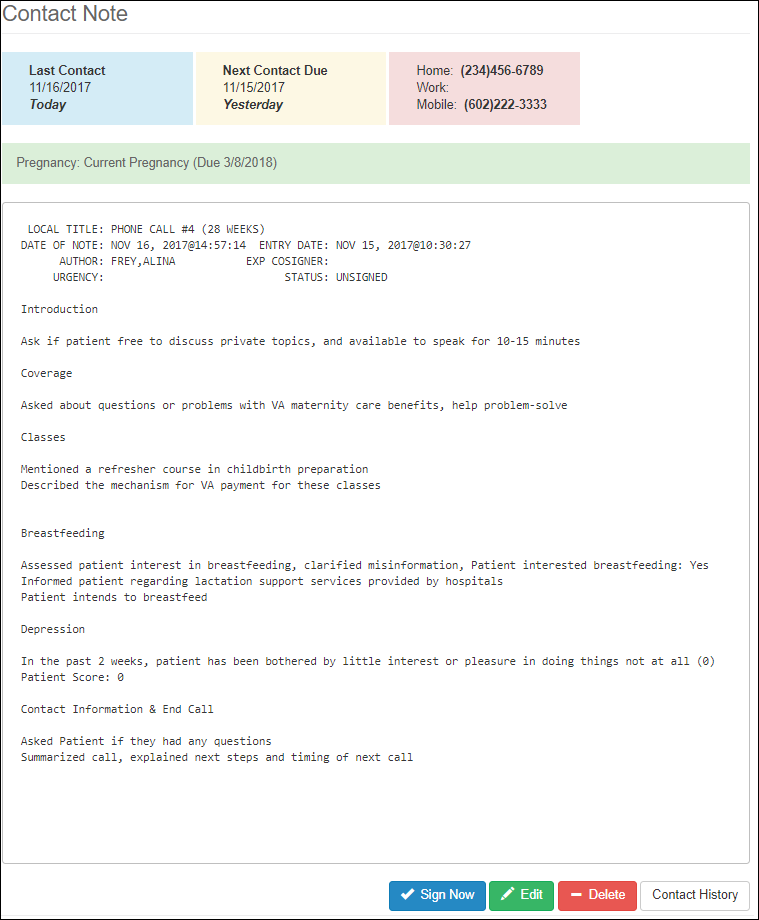 Contact Note
Last Contact
11/16/2017
Today
Next Contact Due
11/15/2017
Yesterday
Home: (234)456-6789
Work:
Mobile: (602)222-3333
Pregnancy: Current Pregnancy (Due 3/8/2018)
LOCAL TITLE: PHONE CALL #4 (28 WEEKS)
DATE OF NOTE: NOV 16, 2017@14:57:14 ENTRY DATE: NOV 15, 2017@10:30:27
AUTHOR: FREY,ALINA EXP COSIGNER:
URGENCY: STATUS: UNSIGNED
Introduction
Ask if patient free to discuss private topics, and available to speak for 10-15 minutes
Coverage
Asked about questions or problems with VA maternity care benefits, help problem-solve
Classes
Mentioned a refresher course in childbirth preparation
Described the mechanism for VA payment for these classes
Breastfeeding
Assessed patient interest in breastfeeding, clarified misinformation, Patient interested breastfeeding: Yes
Informed patient regarding lactation support services provided by hospitals
Patient intends to breastfeed
Depression
In the past 2 weeks, patient has been bothered by little interest or pleasure in doing things not at all (0)
Patient Score: 0
Contact Information & End Call
Asked Patient if they had any questions
Summarized call, explained next steps and timing of next call
Sign Now Edit Delete Contact History